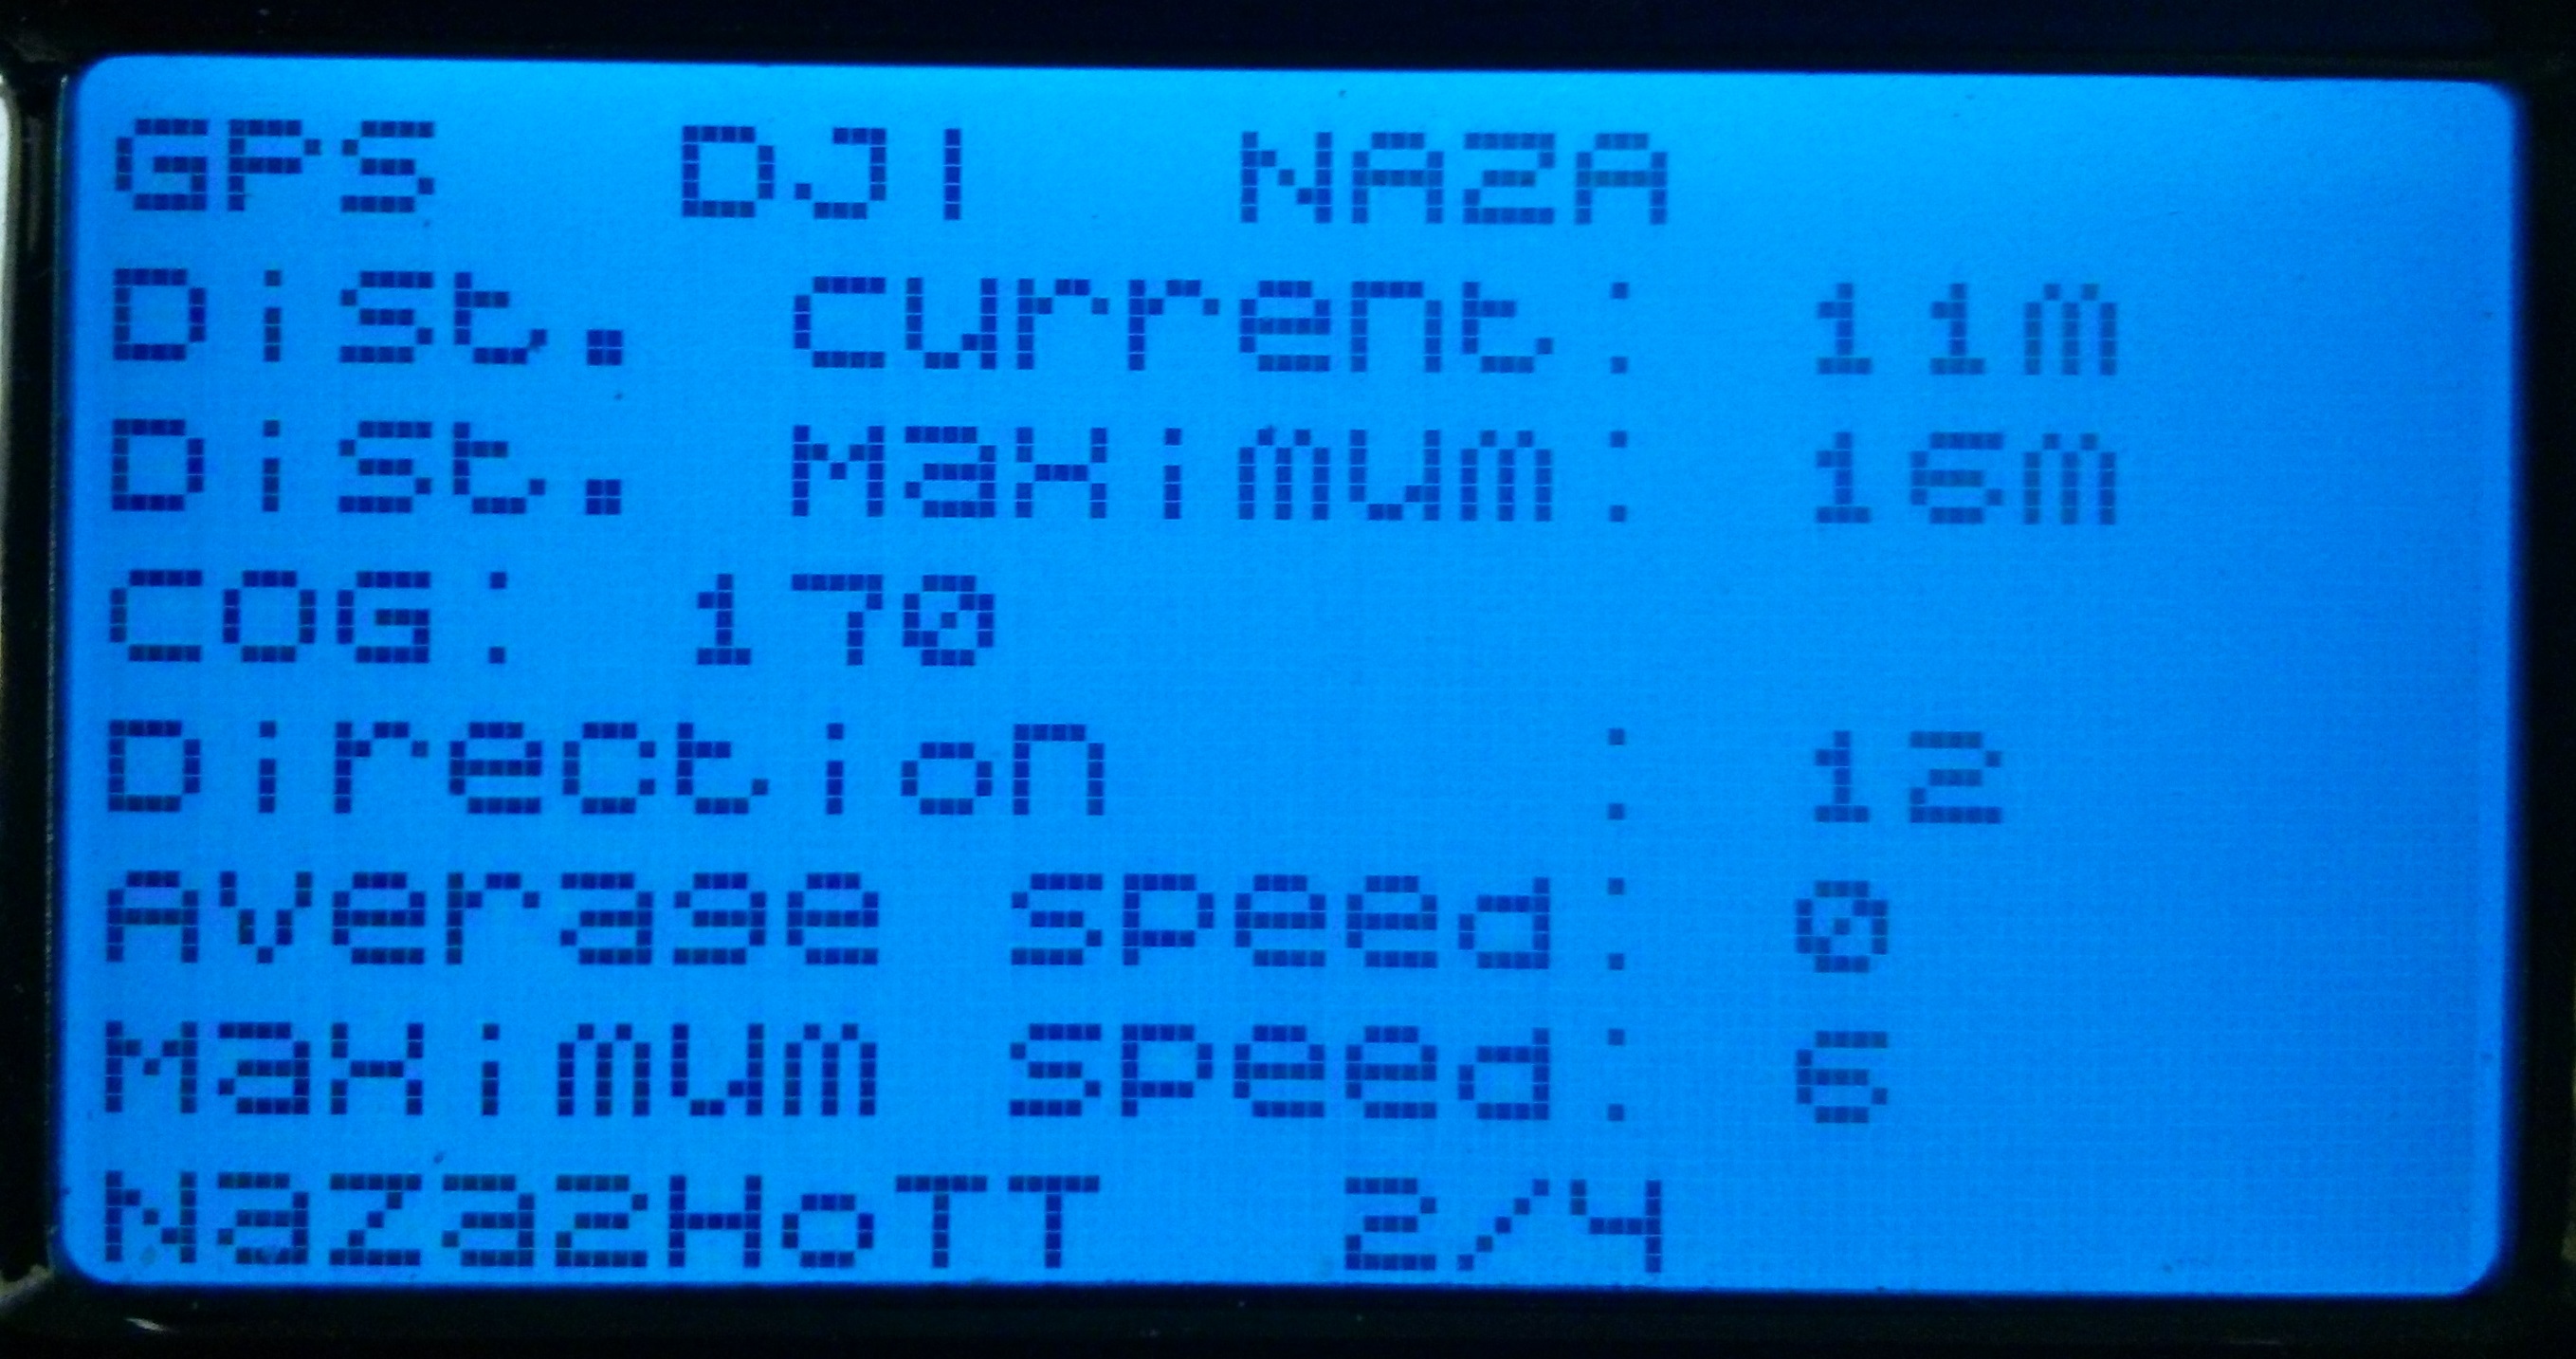 GPS DJI NAZA
Dist. Current: 11m
Dist. Maximum: 16m
COG: 170
Direction : 12
Average speed: 0
Maximum speed: 6
Naza2HoTT 2/4